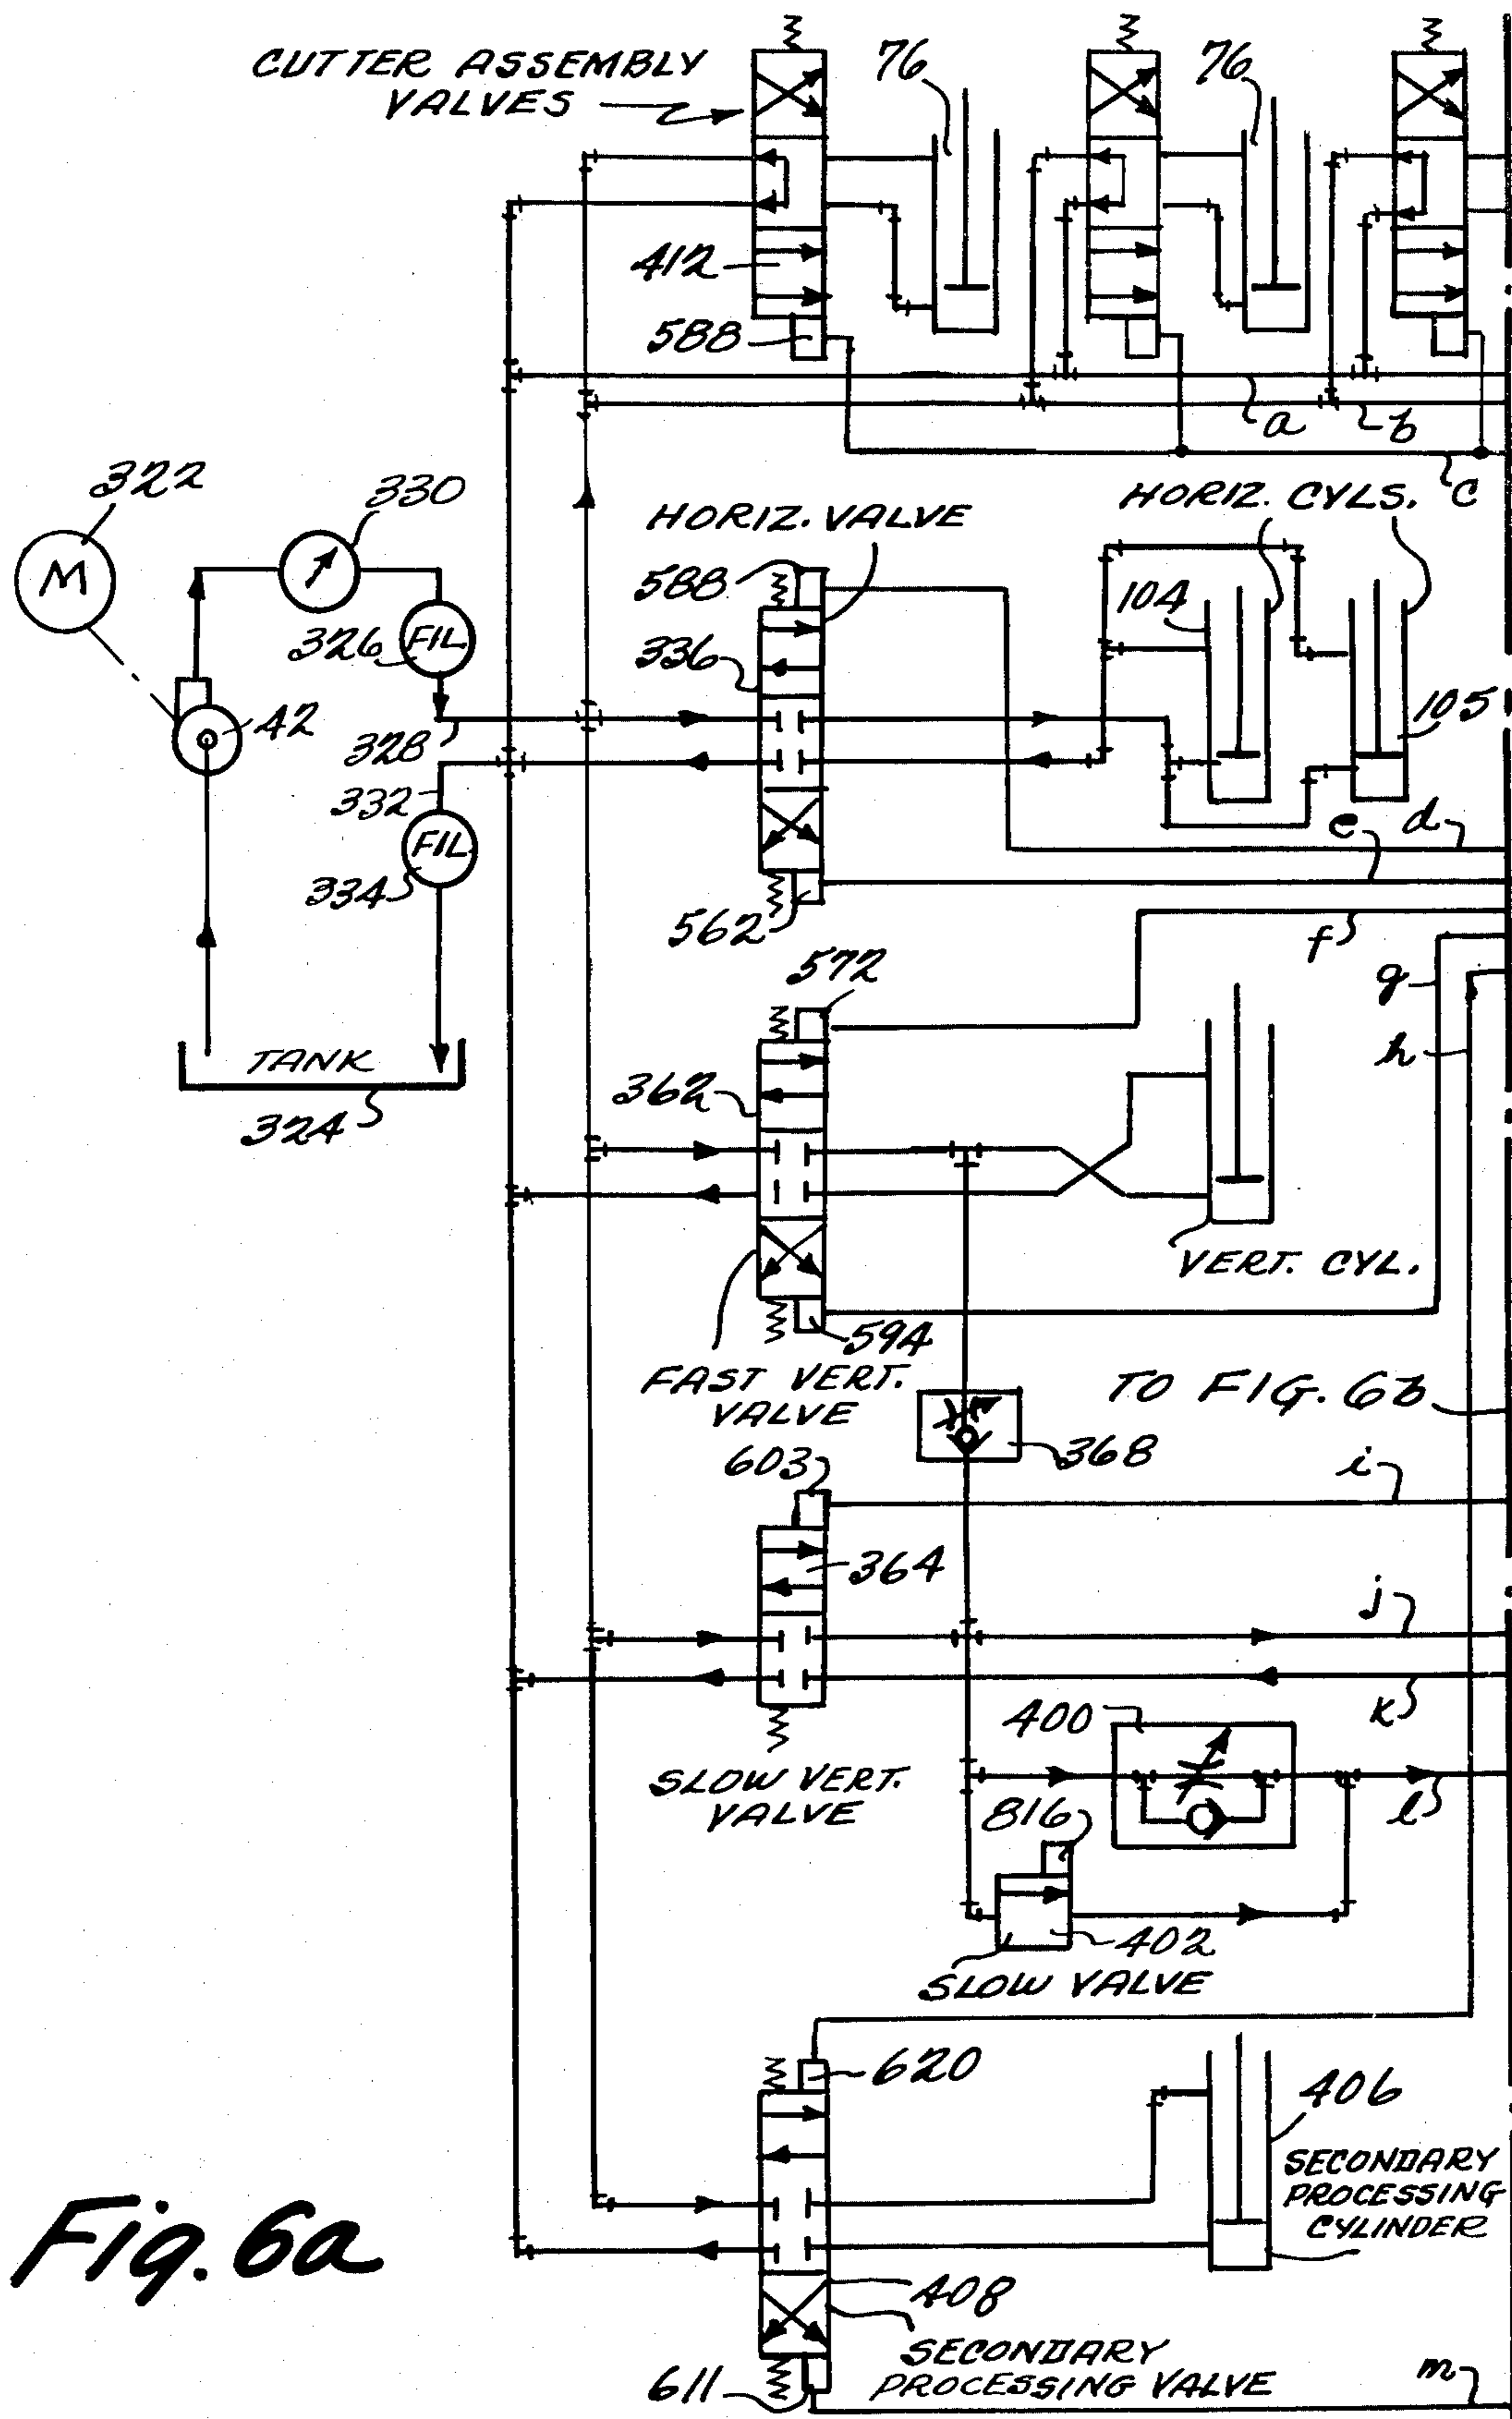 CUTTER ASSEMBLY
VALVES
76
76
412
588
a
b
c
322
330
HORIZ. VALVE
HORIZ. CYLS.
M
588
104
326
FIL.
336
42
328
105
332
FIL.
334
e
d
562
f
572
g
h
TANK
324
362
VERT. CYL.
594
FAST VERT.
VALVE
TO FIG. 6b
368
603
i
364
j
k
400
SLOW VERT.
VALVE
816
l
402
SLOW VALVE
620
406
SECONDARY
PROCESSING
CYLINDER
Fig. 6a
408
SECONDARY
PROCESSING VALVE
611
m